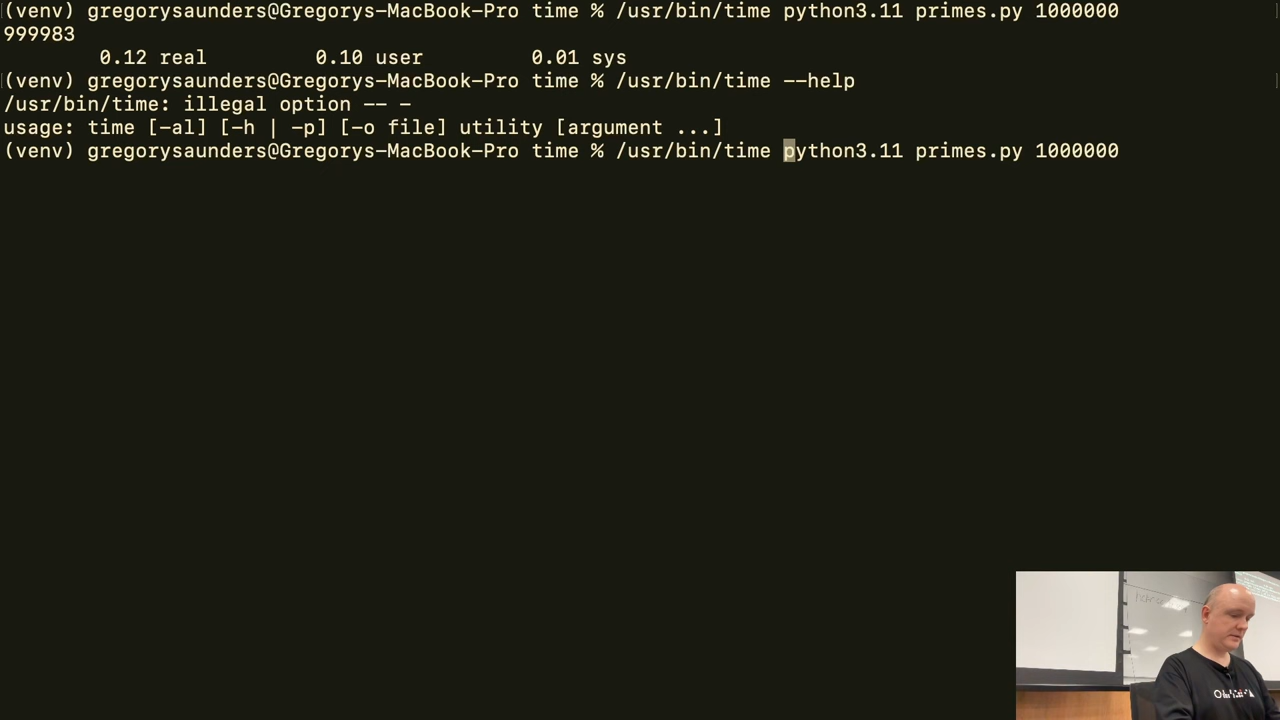 (venv) gregorysaunders@Gregorys-MacBook-Pro time % /usr/bin/time python3.11 primes.py 1000000
999983
0.12 real 0.10 user 0.01 sys
(venv) gregorysaunders@Gregorys-MacBook-Pro time % /usr/bin/time --help
/usr/bin/time: illegal option -- -
usage: time [-al] [-h | -p] [-o file] utility [argument ...]
(venv) gregorysaunders@Gregorys-MacBook-Pro time % /usr/bin/time python3.11 primes.py 1000000